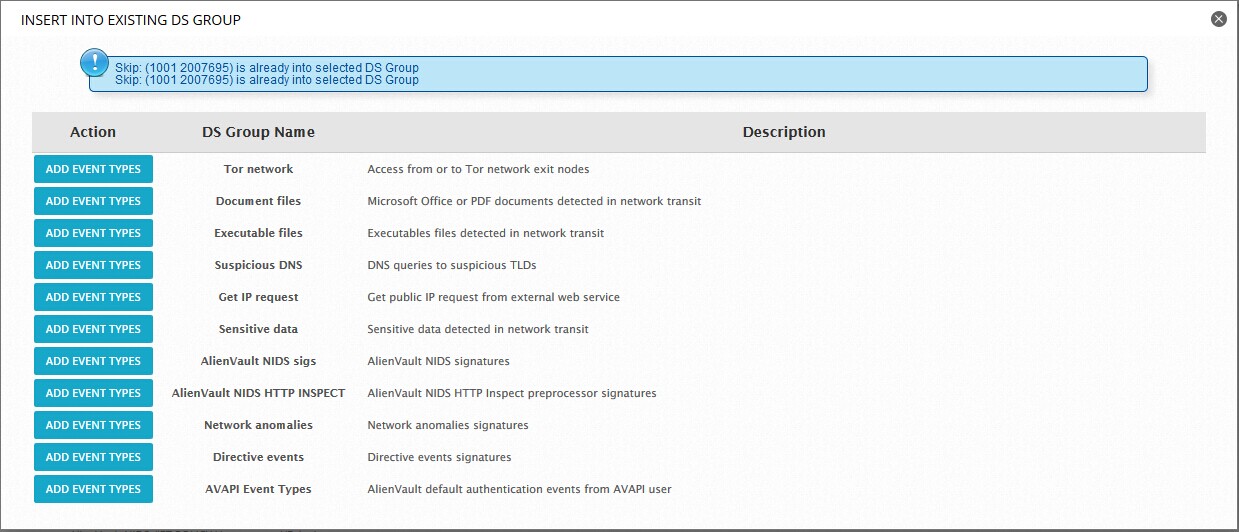 INSERT INTO EXISTING DS GROUP
Skip: (1001 2007695) is already into selected DS Group
Skip: (1001 2007695) is already into selected DS Group
Action DS Group Name Description
ADD EVENT TYPES Tor network Access from or to Tor network exit nodes
ADD EVENT TYPES Document files Microsoft Office or PDF documents detected in network transit
ADD EVENT TYPES Executable files Executables files detected in network transit
ADD EVENT TYPES Suspicious DNS DNS queries to suspicious TLDs
ADD EVENT TYPES Get IP request Get public IP request from external web service
ADD EVENT TYPES Sensitive data Sensitive data detected in network transit
ADD EVENT TYPES AlienVault NIDS sigs AlienVault NIDS signatures
ADD EVENT TYPES AlienVault NIDS HTTP INSPECT AlienVault NIDS HTTP Inspect preprocessor signatures
ADD EVENT TYPES Network anomalies Network anomalies signatures
ADD EVENT TYPES Directive events Directive events signatures
ADD EVENT TYPES AVAPI Event Types AlienVault default authentication events from AVAPI user